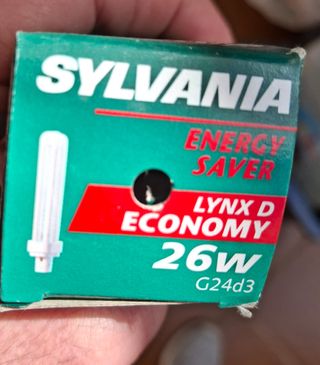 SYLVANIA
ENERGY
SAVER
LYNX D
ECONOMY
26W
G24d3